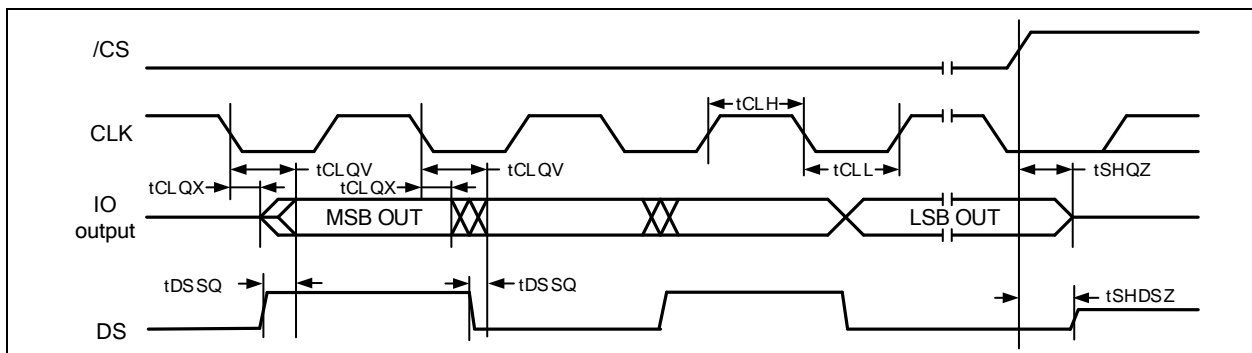 /CS
tCLH
CLK
tCLQV
tCLQV
tCLL
tSHQZ
tCLQX
tCLQX
IO
output
MSB OUT
LSB OUT
tDSSQ
tDSSQ
tSHDSZ
DS